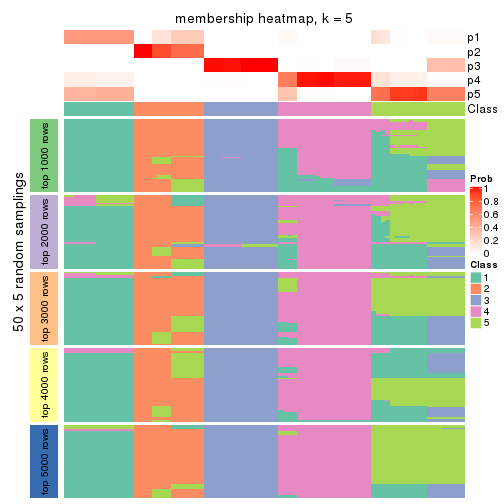 membership heatmap, k = 5
p1
p2
p3
p4
p5
Class
50 x 5 random samplings
top 1000 rows
top 2000 rows
top 3000 rows
top 4000 rows
top 5000 rows
Prob
1
0.8
0.6
0.4
0.2
0
Class
1
2
3
4
5